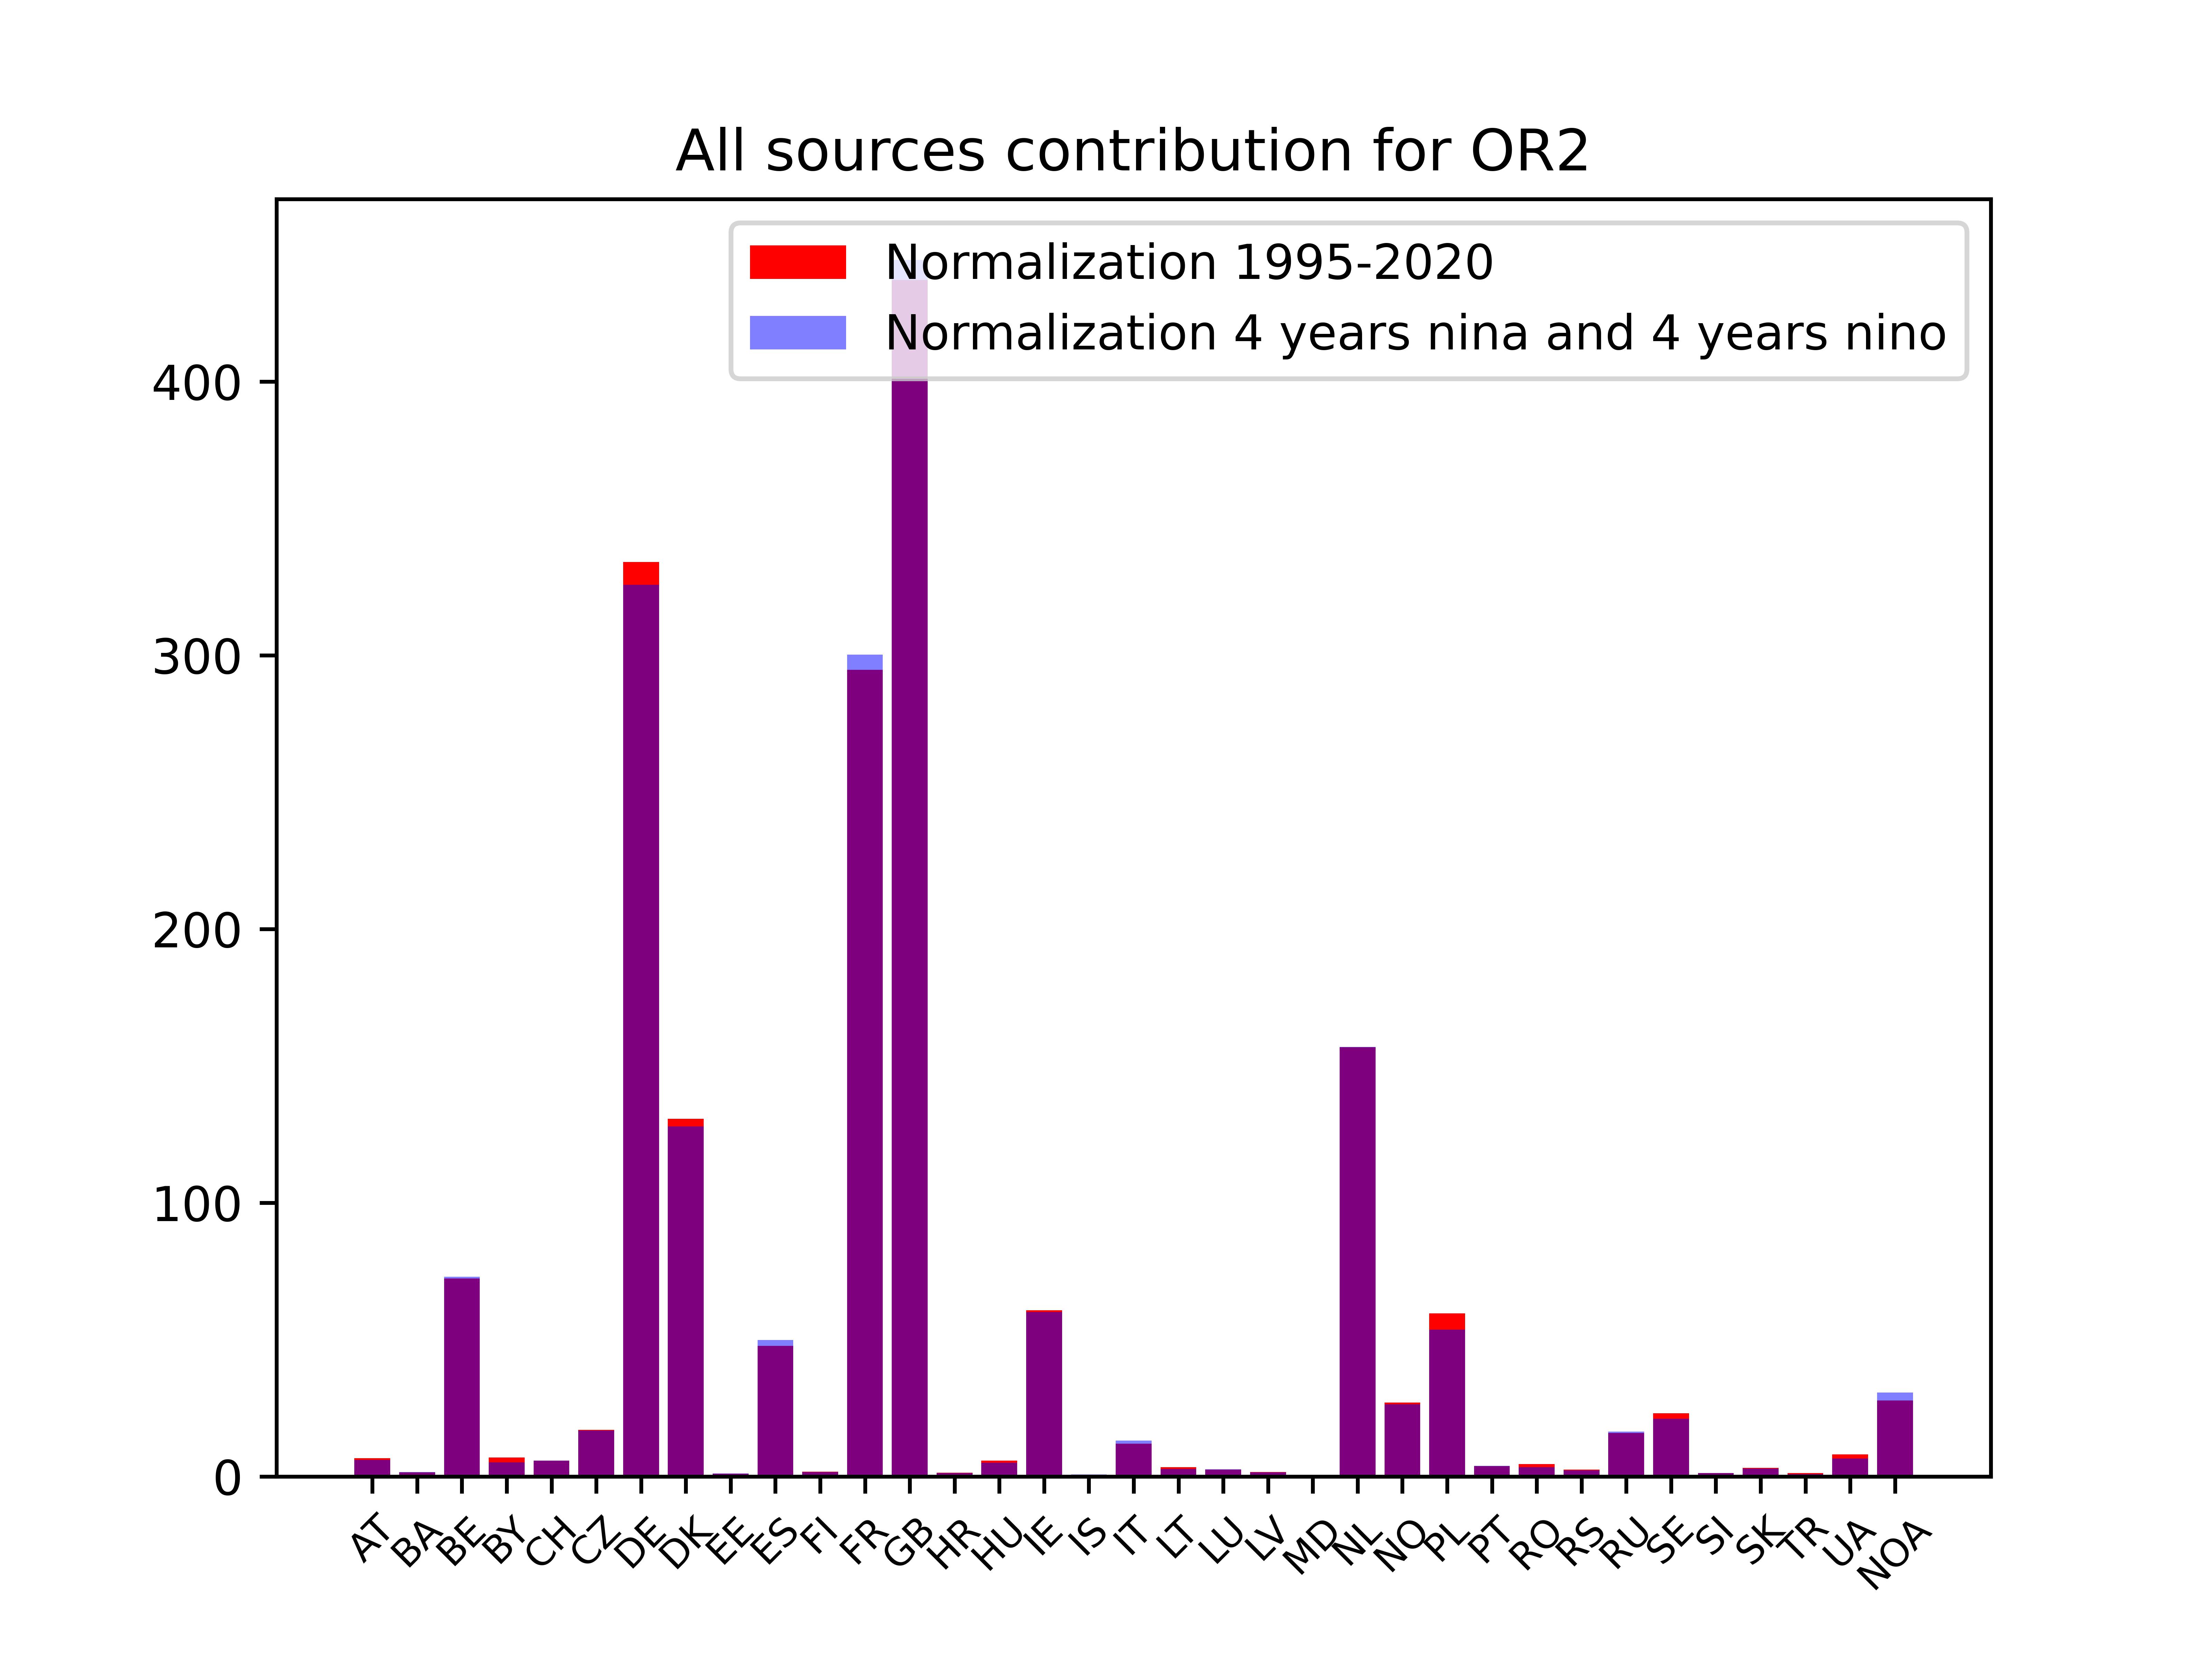 All sources contribution for OR2
Normalization 1995-2020
Normalization 4 years nina and 4 years nino
400
300
200
100
0
AT BA BE BY CH CZ DE DK EE ES FI FR GB HR HU IE IS IT LT LU LV MD NL NO PL PT RO RS RU SE SI SK TR UA NOA